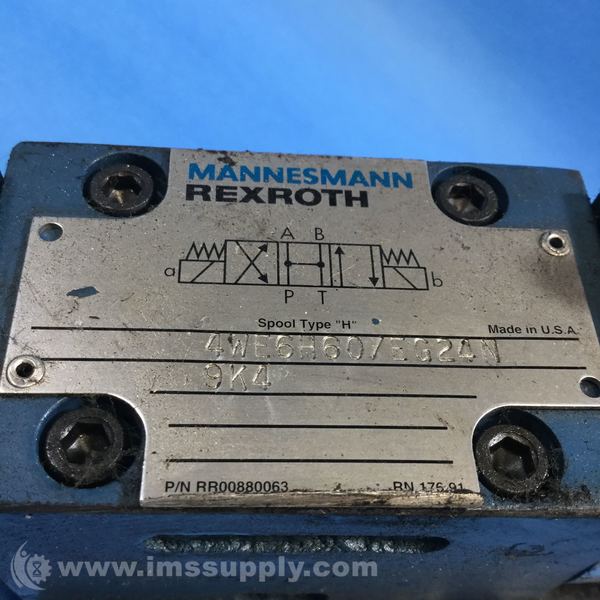 MANNESMANN
REXROTH
A B
a b
P T
Spool Type "H" Made in U.S.A.
4WE6H60/EG24N
9K4
P/N RR00880063 RN 176.91
www.imssupply.com